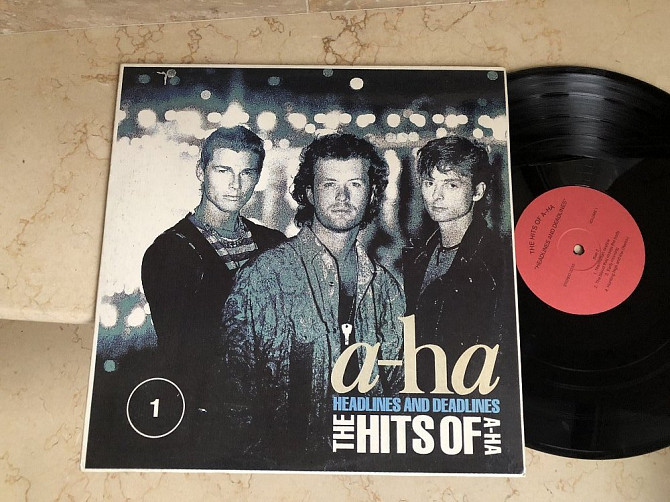 a-ha
HEADLINES AND DEADLINES
THE HITS OF A-HA
1
THE HITS OF A-HA
"HEADLINES AND DEADLINES"